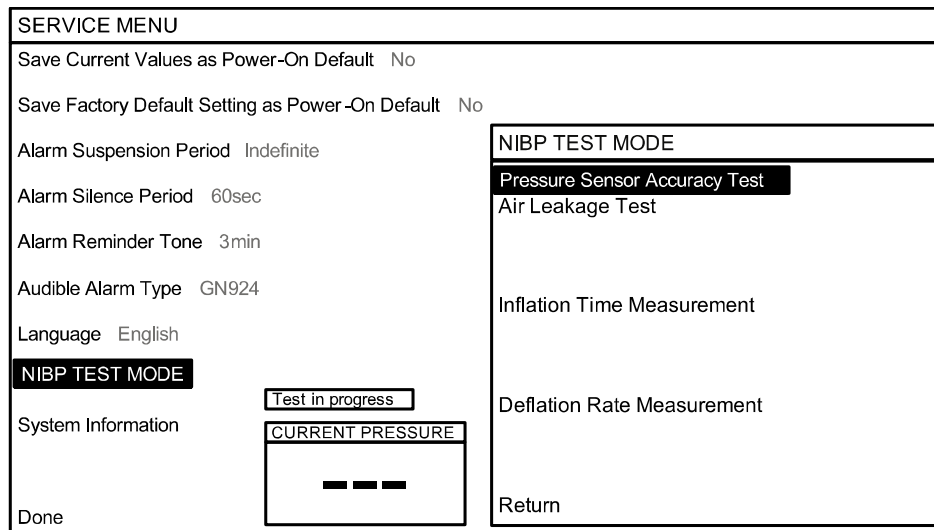 SERVICE MENU
Save Current Values as Power-On Default No
Save Factory Default Setting as Power-On Default No
Alarm Suspension Period Indefinite
Alarm Silence Period 60sec
Alarm Reminder Tone 3min
Audible Alarm Type GN924
Language English
NIBP TEST MODE
System Information
Done
Test in progress
CURRENT PRESSURE
---
NIBP TEST MODE
Pressure Sensor Accuracy Test
Air Leakage Test
Inflation Time Measurement
Deflation Rate Measurement
Return